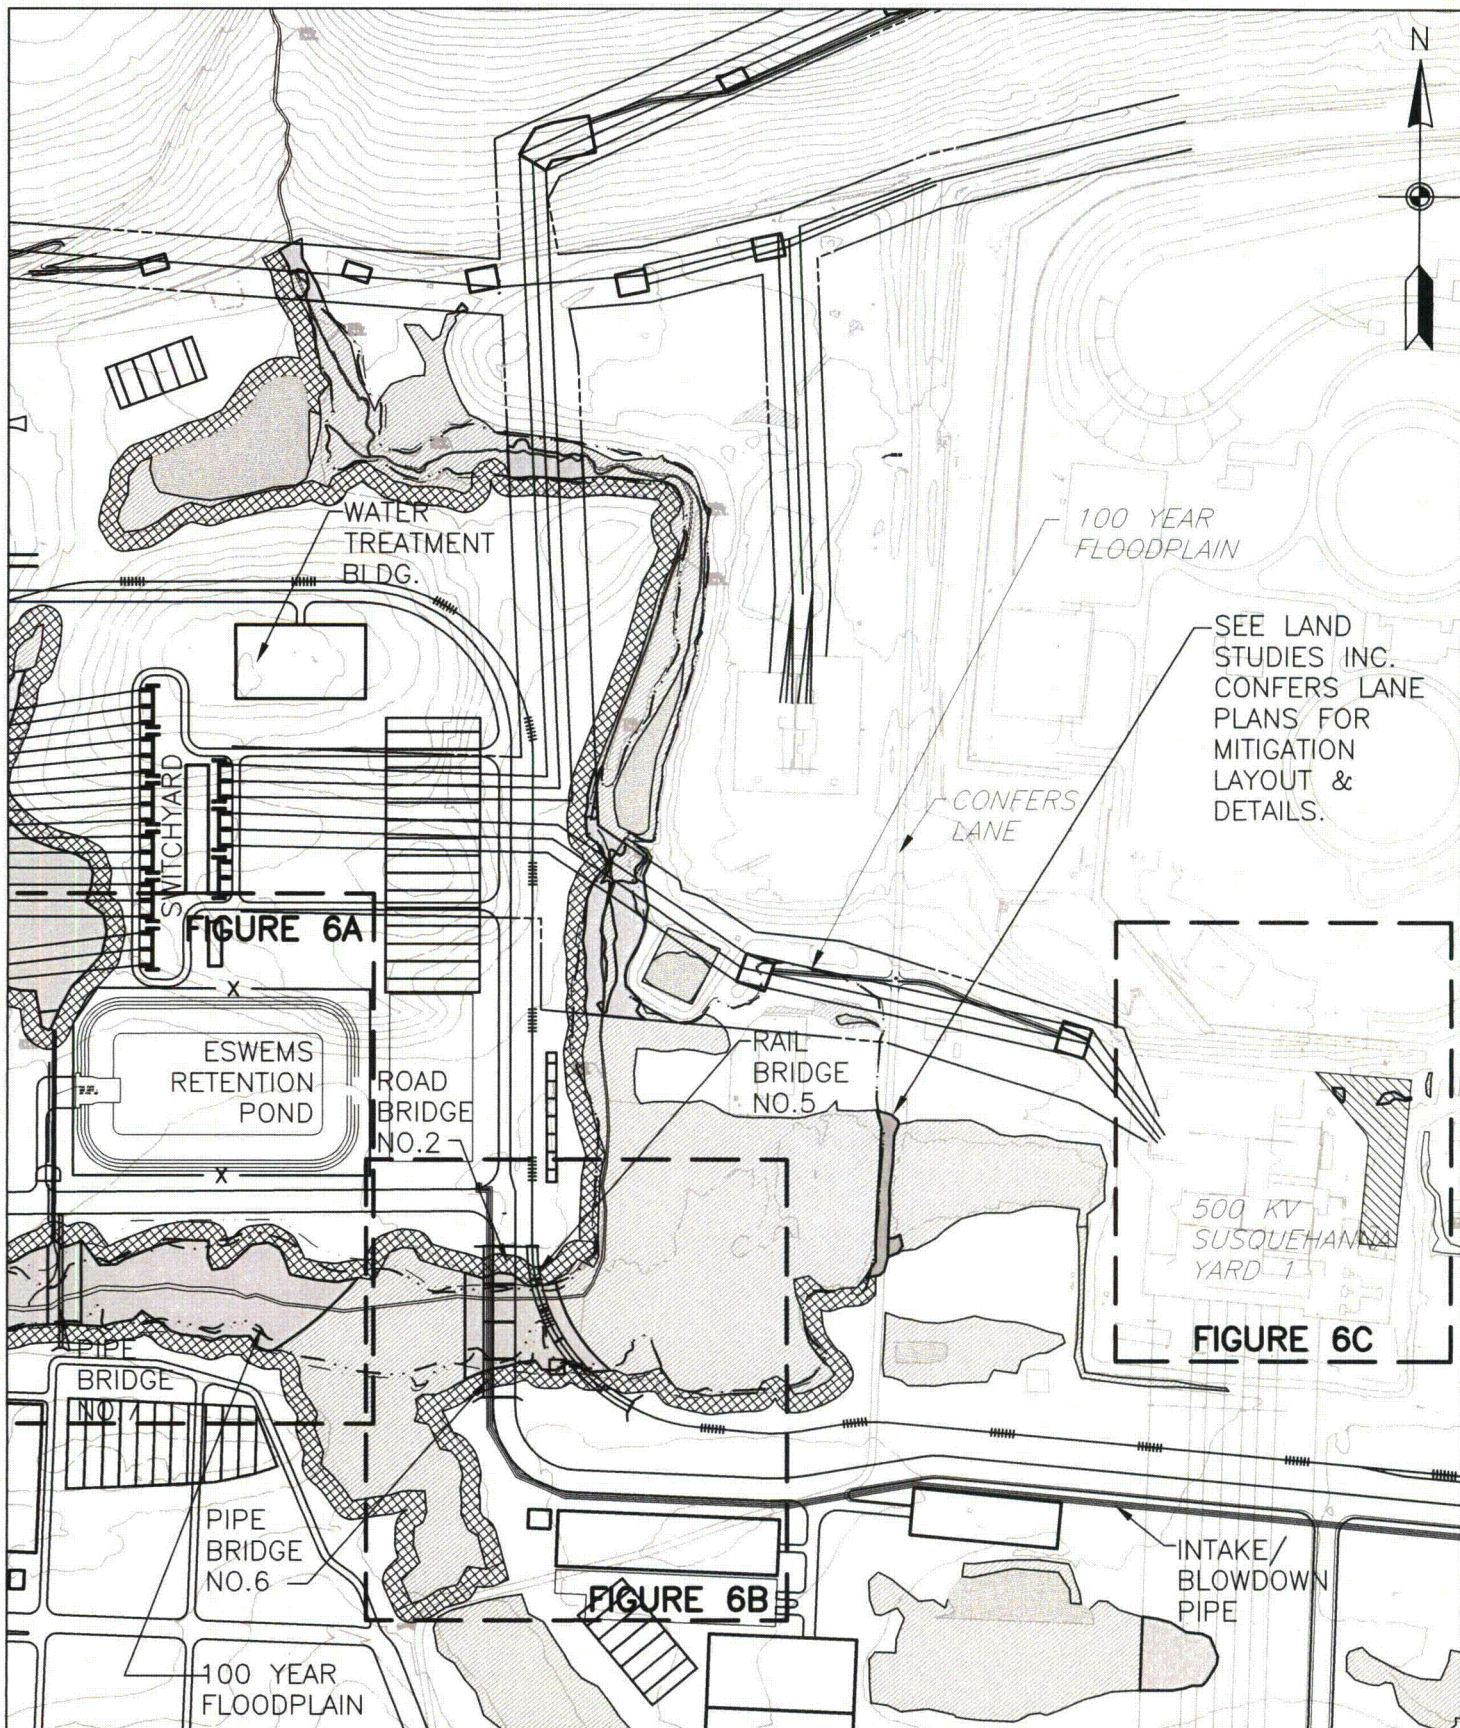 N
WATER
TREATMENT
BLDG.
100 YEAR
FLOODPLAIN
SEE LAND
STUDIES INC.
CONFERS LANE
PLANS FOR
MITIGATION
LAYOUT &
DETAILS.
SWITCHYARD
CONFERS
LANE
FIGURE 6A
X
ESWEMS
RETENTION
POND
X
ROAD
BRIDGE
NO.2
RAIL
BRIDGE
NO.5
500 KV
SUSQUEHANNA
YARD 1
FIGURE 6C
PIPE
BRIDGE
NO.7
PIPE
BRIDGE
NO.6
FIGURE 6B
INTAKE/
BLOWDOWN
PIPE
100 YEAR
FLOODPLAIN